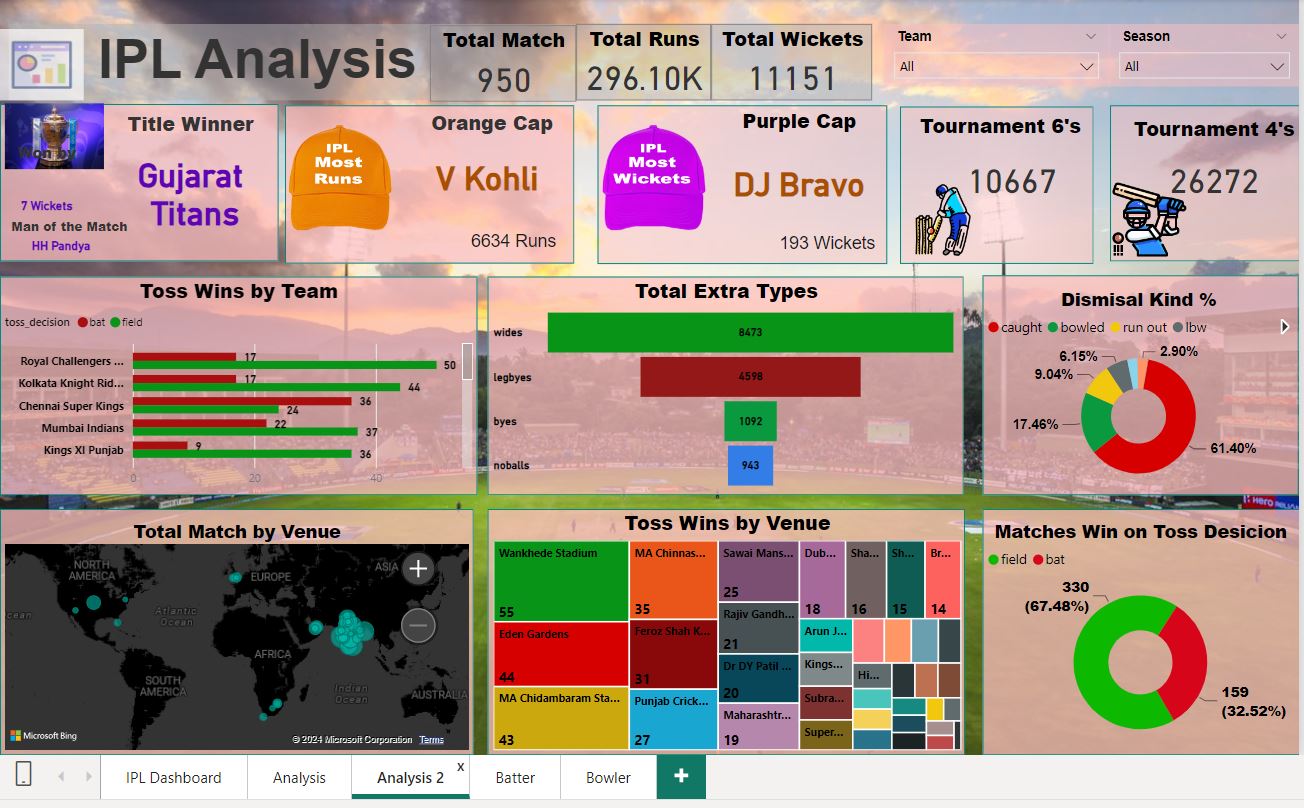 IPL Analysis
Total Match
950
Total Runs
296.10K
Total Wickets
11151
Team
All
Season
All
Won by
7 Wickets
Man of the Match
HH Pandya
Title Winner
Gujarat
Titans
IPL
Most
Runs
Orange Cap
V Kohli
6634 Runs
IPL
Most
Wickets
Purple Cap
DJ Bravo
193 Wickets
Tournament 6's
10667
Tournament 4's
26272
Toss Wins by Team
toss_decision bat field
Royal Challengers ... 17 50
Kolkata Knight Rid... 17 44
Chennai Super Kings 36 24
Mumbai Indians 22 37
Kings XI Punjab 9 36
0 20 40
Total Extra Types
wides 8473
legbyes 4598
byes 1092
noballs 943
Dismisal Kind %
caught bowled run out lbw
6.15% 2.90%
9.04%
17.46%
61.40%
Total Match by Venue
NORTH
AMERICA
EUROPE
ASIA
cean
Atlantic
Ocean
AFRICA
SOUTH
AMERICA
Indian
Ocean
AUSTRALIA
Microsoft Bing
© 2024 Microsoft Corporation Terms
Toss Wins by Venue
Wankhede Stadium
55
Eden Gardens
44
MA Chidambaram Sta...
43
MA Chinnas...
35
Feroz Shah K...
31
Punjab Crick...
27
Sawai Mans...
25
Rajiv Gandh...
21
Dr DY Patil ...
20
Maharashtr...
19
Dub...
18
Sha...
16
Sh...
15
Br...
14
Arun J...
Kings...
Subra...
Super...
Hi...
Matches Win on Toss Desicion
field bat
330
(67.48%)
159
(32.52%)
HERO
IPL Dashboard
Analysis
Analysis 2
x
Batter
Bowler
+